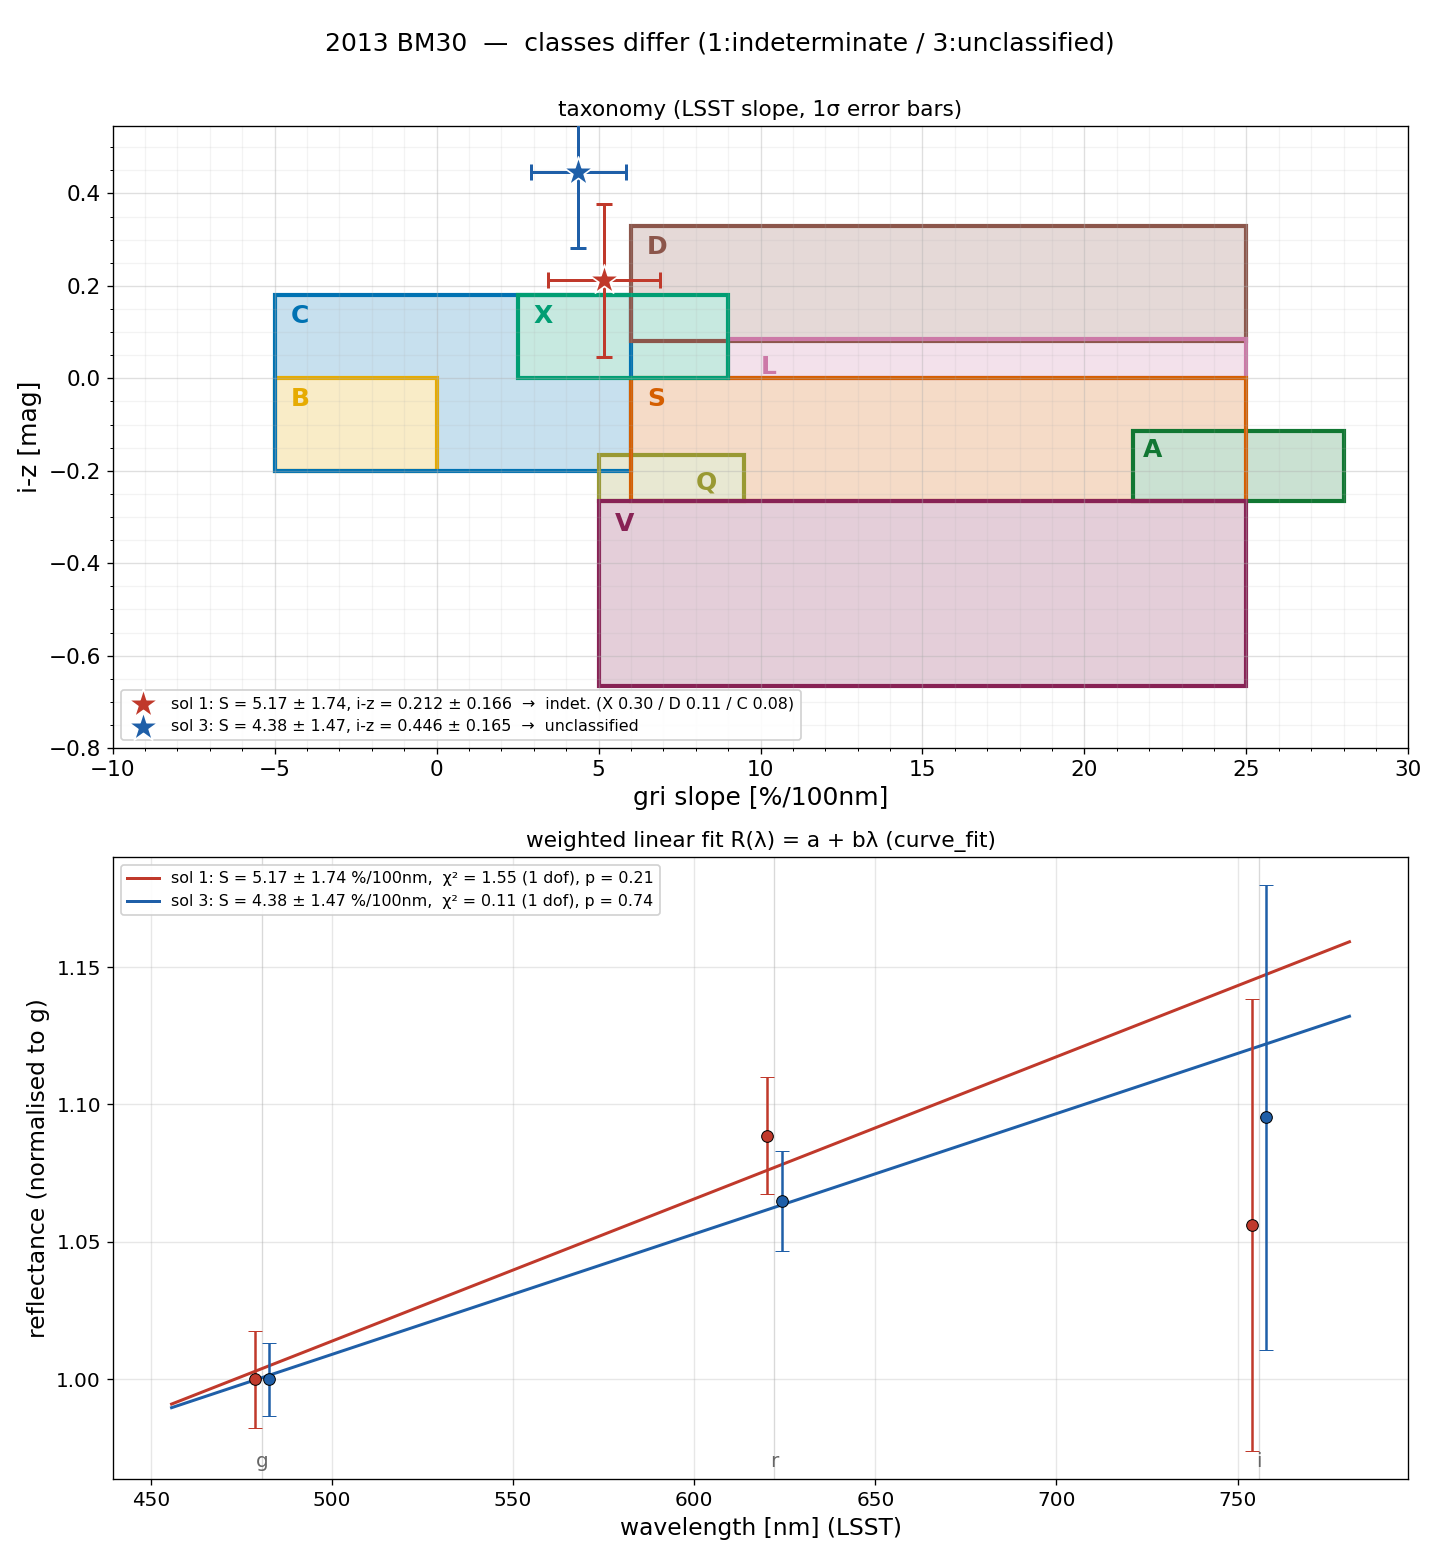 2013 BM30 — classes differ (1:indeterminate / 3:unclassified)
taxonomy (LSST slope, 1σ error bars)
i-z [mag]
0.4
0.2
0.0
−0.2
−0.4
−0.6
−0.8
C
X
D
B
L
S
Q
A
V
sol 1: S = 5.17 ± 1.74, i-z = 0.212 ± 0.166 → indet. (X 0.30 / D 0.11 / C 0.08)
sol 3: S = 4.38 ± 1.47, i-z = 0.446 ± 0.165 → unclassified
−10 −5 0 5 10 15 20 25 30
gri slope [%/100nm]
weighted linear fit R(λ) = a + bλ (curve_fit)
sol 1: S = 5.17 ± 1.74 %/100nm, χ² = 1.55 (1 dof), p = 0.21
sol 3: S = 4.38 ± 1.47 %/100nm, χ² = 0.11 (1 dof), p = 0.74
reflectance (normalised to g)
1.15
1.10
1.05
1.00
g r i
450 500 550 600 650 700 750
wavelength [nm] (LSST)